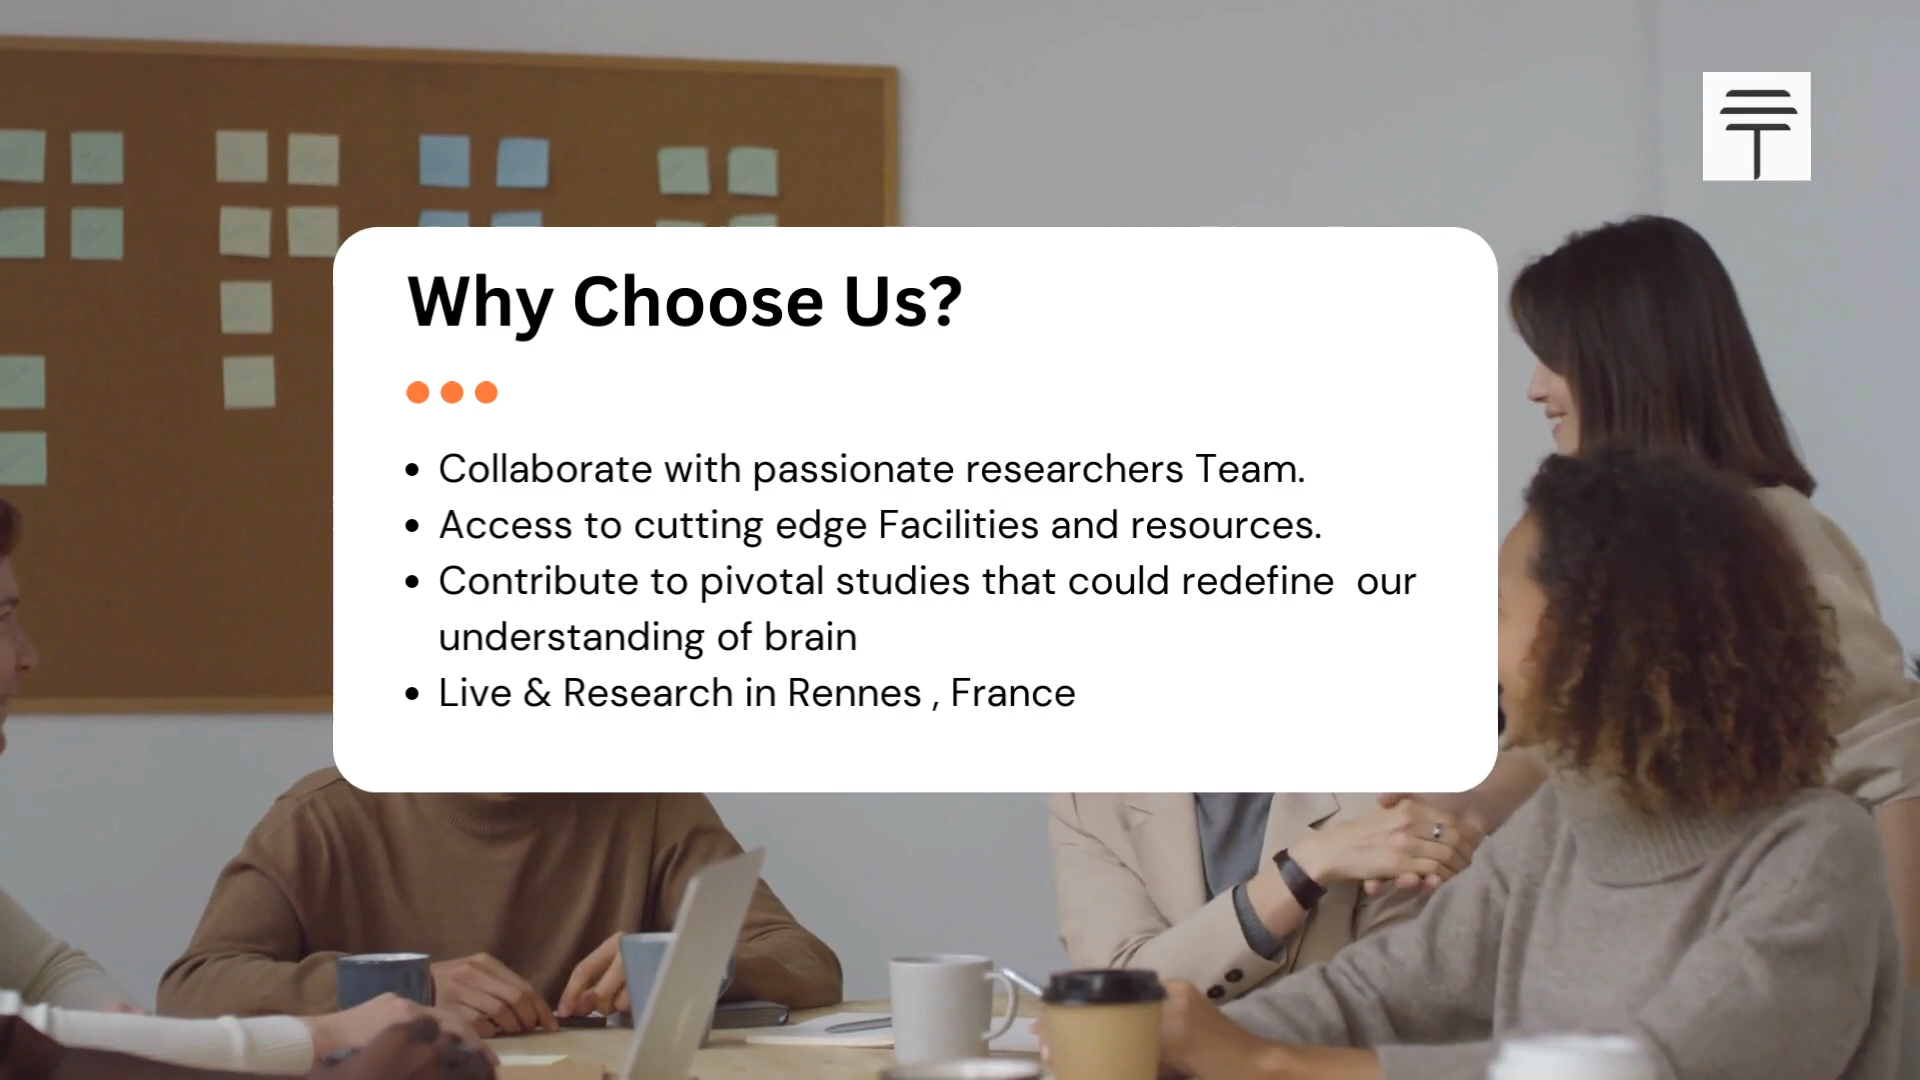 Why Choose Us?
• Collaborate with passionate researchers Team.
• Access to cutting edge Facilities and resources.
• Contribute to pivotal studies that could redefine  our
understanding of brain
• Live & Research in Rennes , France